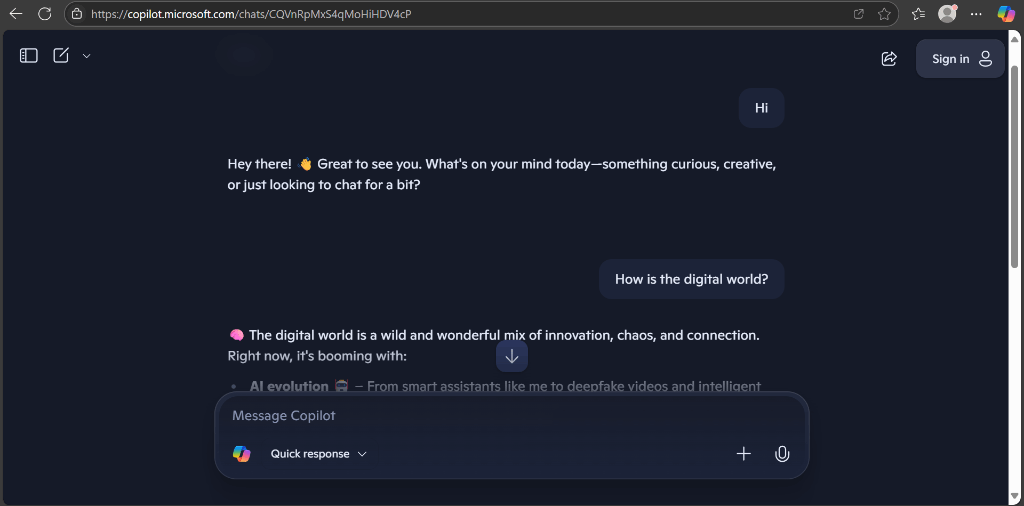 https://copilot.microsoft.com/chats/CQVnRpMxS4qMoHiHDV4cP
Sign in
Hi
Hey there! 👋 Great to see you. What's on your mind today—something curious, creative,
or just looking to chat for a bit?
How is the digital world?
🧠 The digital world is a wild and wonderful mix of innovation, chaos, and connection.
Right now, it's booming with:
• AI evolution 🤖 – From smart assistants like me to deepfake videos and intelligent
Message Copilot
Quick response